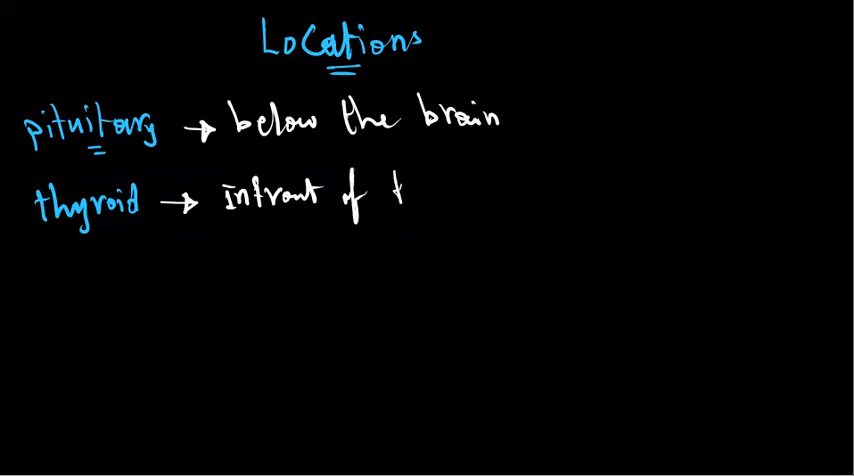 Locations
pituitary → below the brain
thyroid → Infront of t